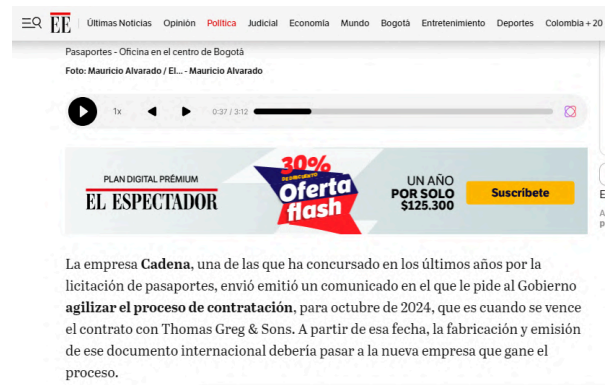 EE Últimas Noticias Opinión Política Judicial Economía Mundo Bogotá Entretenimiento Deportes Colombia + 20
Pasaportes - Oficina en el centro de Bogotá
Foto: Mauricio Alvarado / El... - Mauricio Alvarado
1x 0:37 / 3:12
PLAN DIGITAL PRÉMIUM
EL ESPECTADOR
30%
DE DESCUENTO
Oferta
flash
UN AÑO
POR SOLO
$125.300
Suscríbete
La empresa Cadena, una de las que ha concursado en los últimos años por la
licitación de pasaportes, envió emitió un comunicado en el que le pide al Gobierno
agilizar el proceso de contratación, para octubre de 2024, que es cuando se vence
el contrato con Thomas Greg & Sons. A partir de esa fecha, la fabricación y emisión
de ese documento internacional debería pasar a la nueva empresa que gane el
proceso.